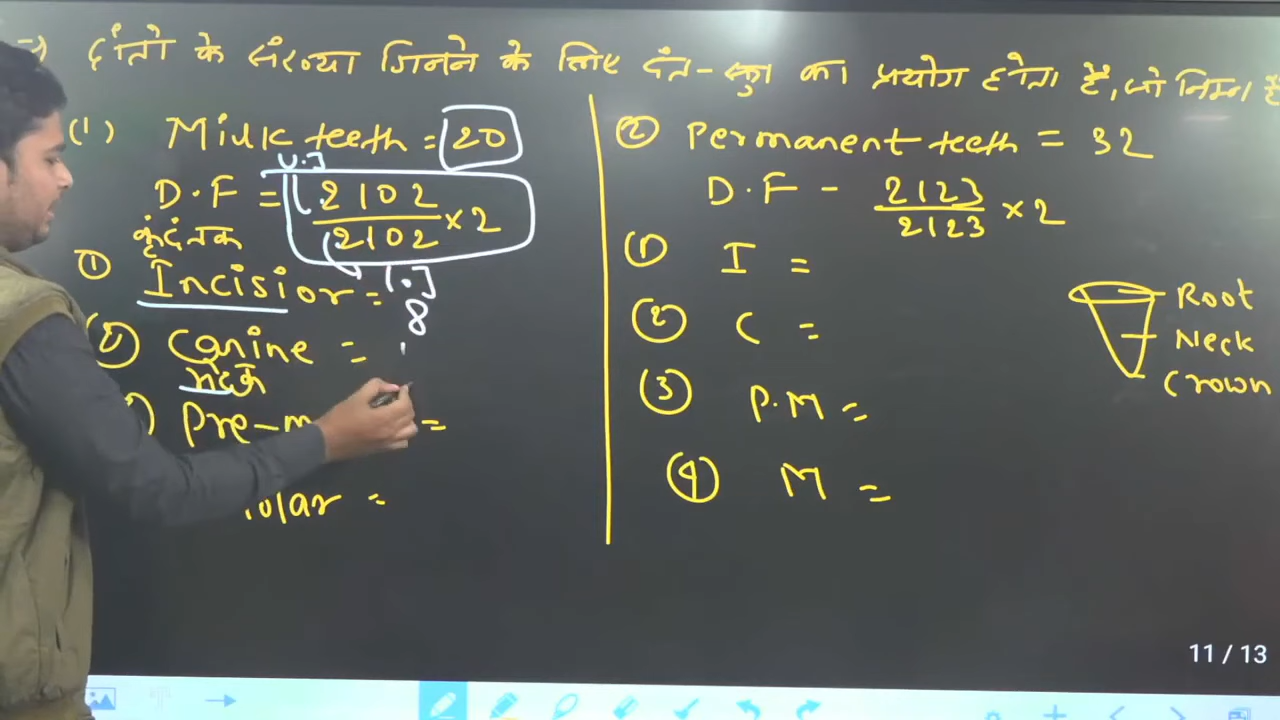 दांतो के संख्या गिनने के लिए दंत-सूत्र का प्रयोग होता है, जो निम्न है
(1) Milk teeth = 20
U.J
D.F = 2102/2102 × 2
कृंदंतक
① Incisior = L.J
8
② Canine =
रदनक
Pre-m =
olar =
② Permanent teeth = 32
D.F - 2123/2123 × 2
① I =
② C =
③ P.M =
④ M =
Root
Neck
Crown
11 / 13